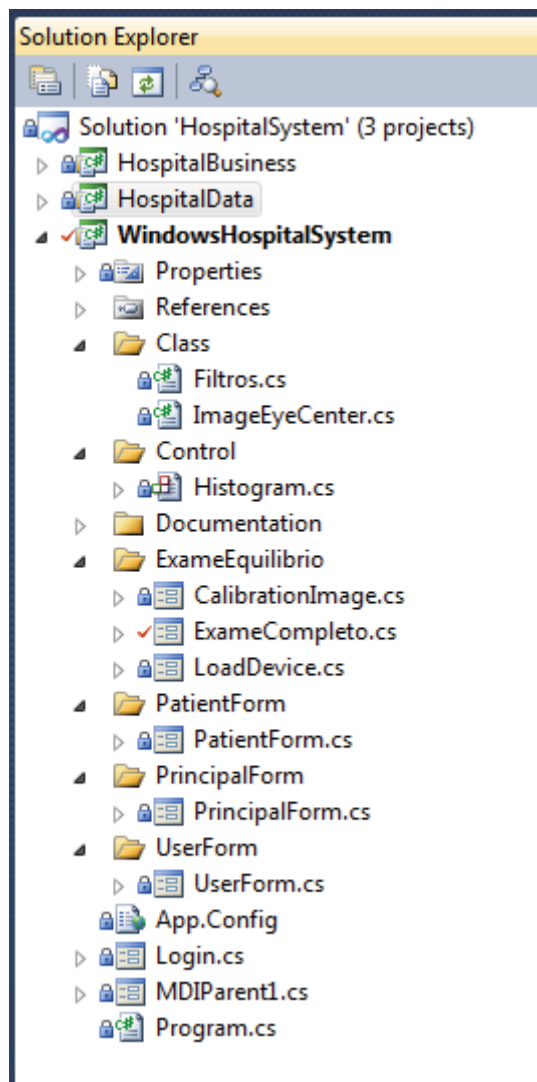 Solution Explorer
Solution 'HospitalSystem' (3 projects)
HospitalBusiness
HospitalData
WindowsHospitalSystem
Properties
References
Class
Filtros.cs
ImageEyeCenter.cs
Control
Histogram.cs
Documentation
ExameEquilibrio
CalibrationImage.cs
ExameCompleto.cs
LoadDevice.cs
PatientForm
PatientForm.cs
PrincipalForm
PrincipalForm.cs
UserForm
UserForm.cs
App.Config
Login.cs
MDIParent1.cs
Program.cs